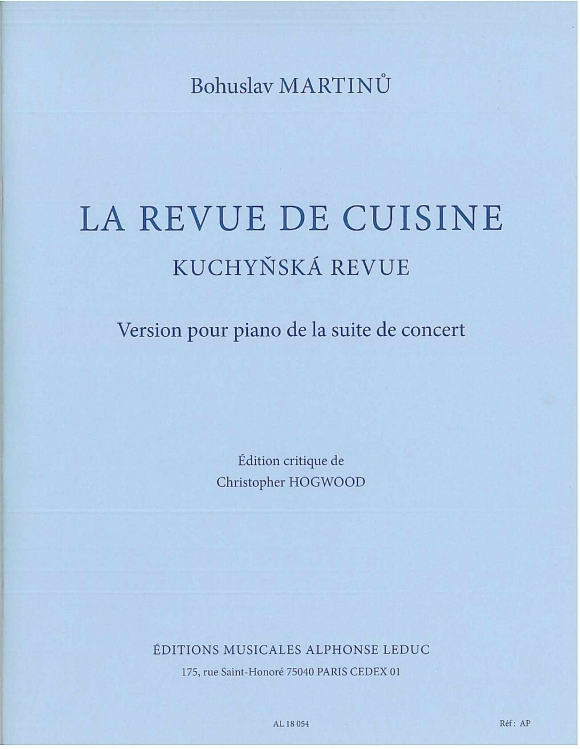 Bohuslav MARTINŮ
LA REVUE DE CUISINE
KUCHYŇSKÁ REVUE
Version pour piano de la suite de concert
Édition critique de
Christopher HOGWOOD
ÉDITIONS MUSICALES ALPHONSE LEDUC
175, rue Saint-Honoré 75040 PARIS CEDEX 01
AL 18 054
Réf : AP